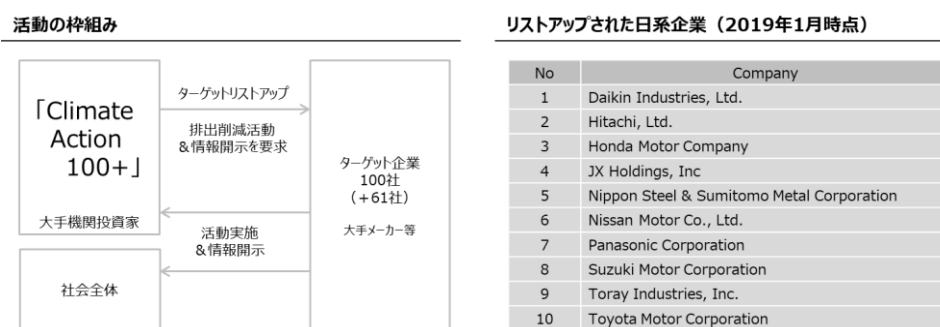 活動の枠組み
「Climate
Action
100+」
大手機関投資家
ターゲットリストアップ
排出削減活動
&情報開示を要求
活動実施
&情報開示
ターゲット企業
100社
(+61社)
大手メーカー等
社会全体
リストアップされた日系企業(2019年1月時点)
No Company
1 Daikin Industries, Ltd.
2 Hitachi, Ltd.
3 Honda Motor Company
4 JX Holdings, Inc
5 Nippon Steel & Sumitomo Metal Corporation
6 Nissan Motor Co., Ltd.
7 Panasonic Corporation
8 Suzuki Motor Corporation
9 Toray Industries, Inc.
10 Toyota Motor Corporation